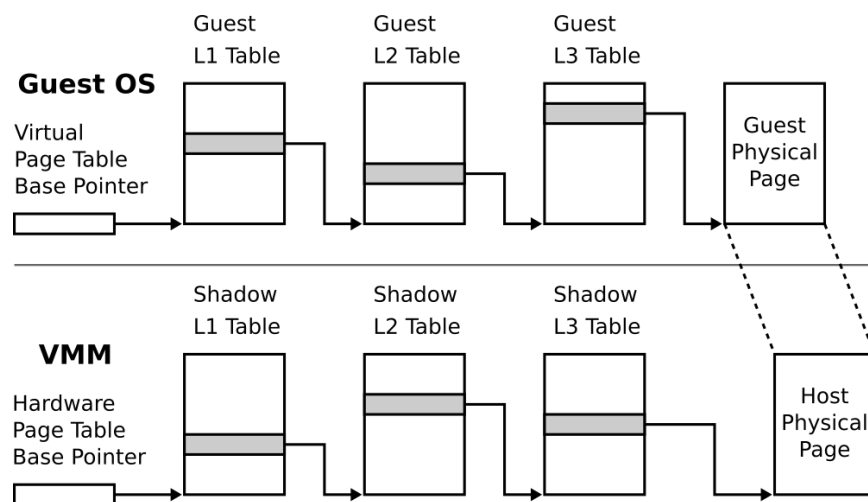 Guest
L1 Table
Guest
L2 Table
Guest
L3 Table
Guest OS
Virtual
Page Table
Base Pointer
Guest
Physical
Page
Shadow
L1 Table
Shadow
L2 Table
Shadow
L3 Table
VMM
Hardware
Page Table
Base Pointer
Host
Physical
Page